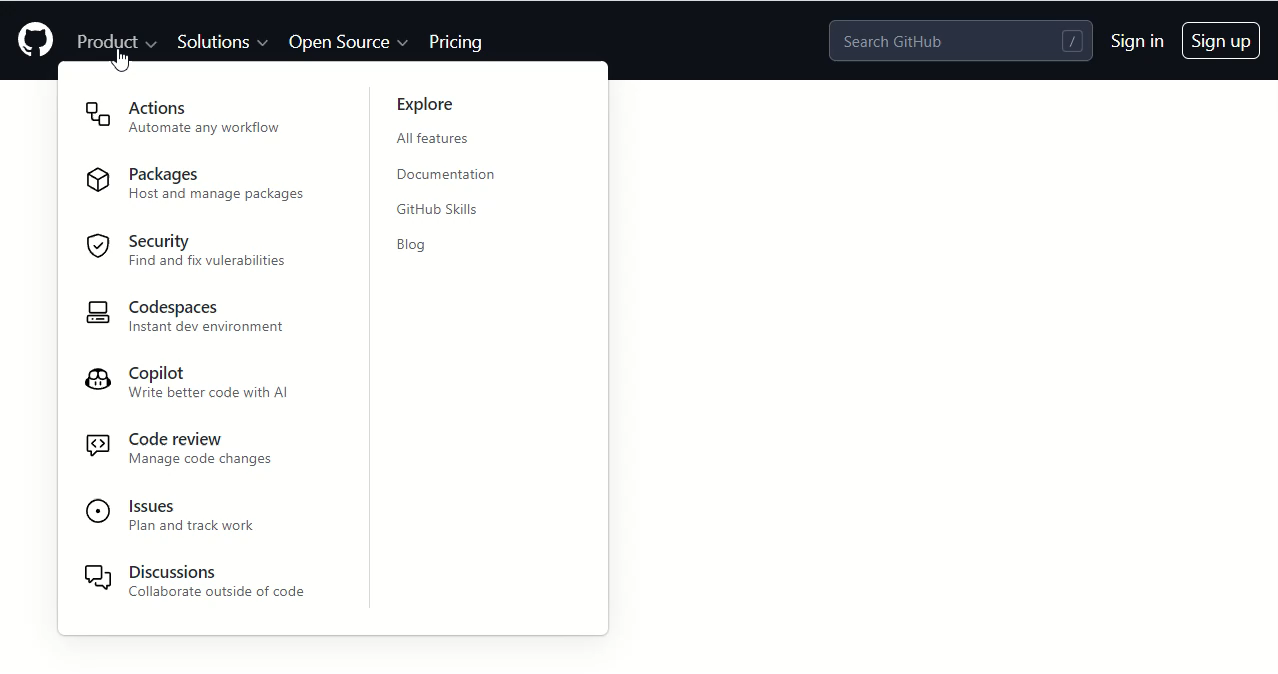 Product
Solutions
Open Source
Pricing
Search GitHub
/
Sign in
Sign up
Actions
Automate any workflow
Packages
Host and manage packages
Security
Find and fix vulerabilities
Codespaces
Instant dev environment
Copilot
Write better code with AI
Code review
Manage code changes
Issues
Plan and track work
Discussions
Collaborate outside of code
Explore
All features
Documentation
GitHub Skills
Blog